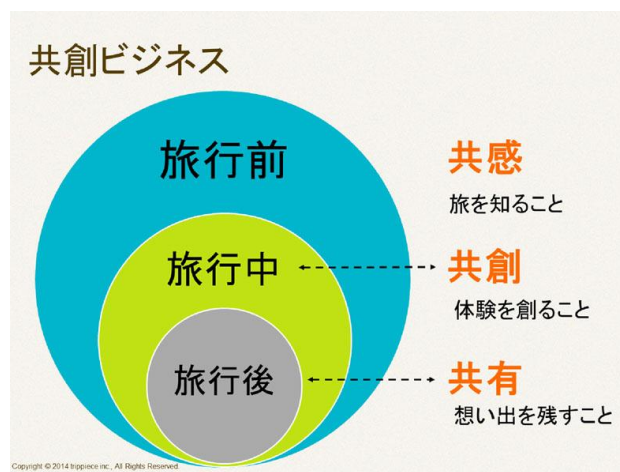 共創ビジネス
旅行前
共感
旅を知ること
旅行中
共創
体験を創ること
旅行後
共有
想い出を残すこと
Copyright © 2014 trippiece inc., All Rights Reserved.